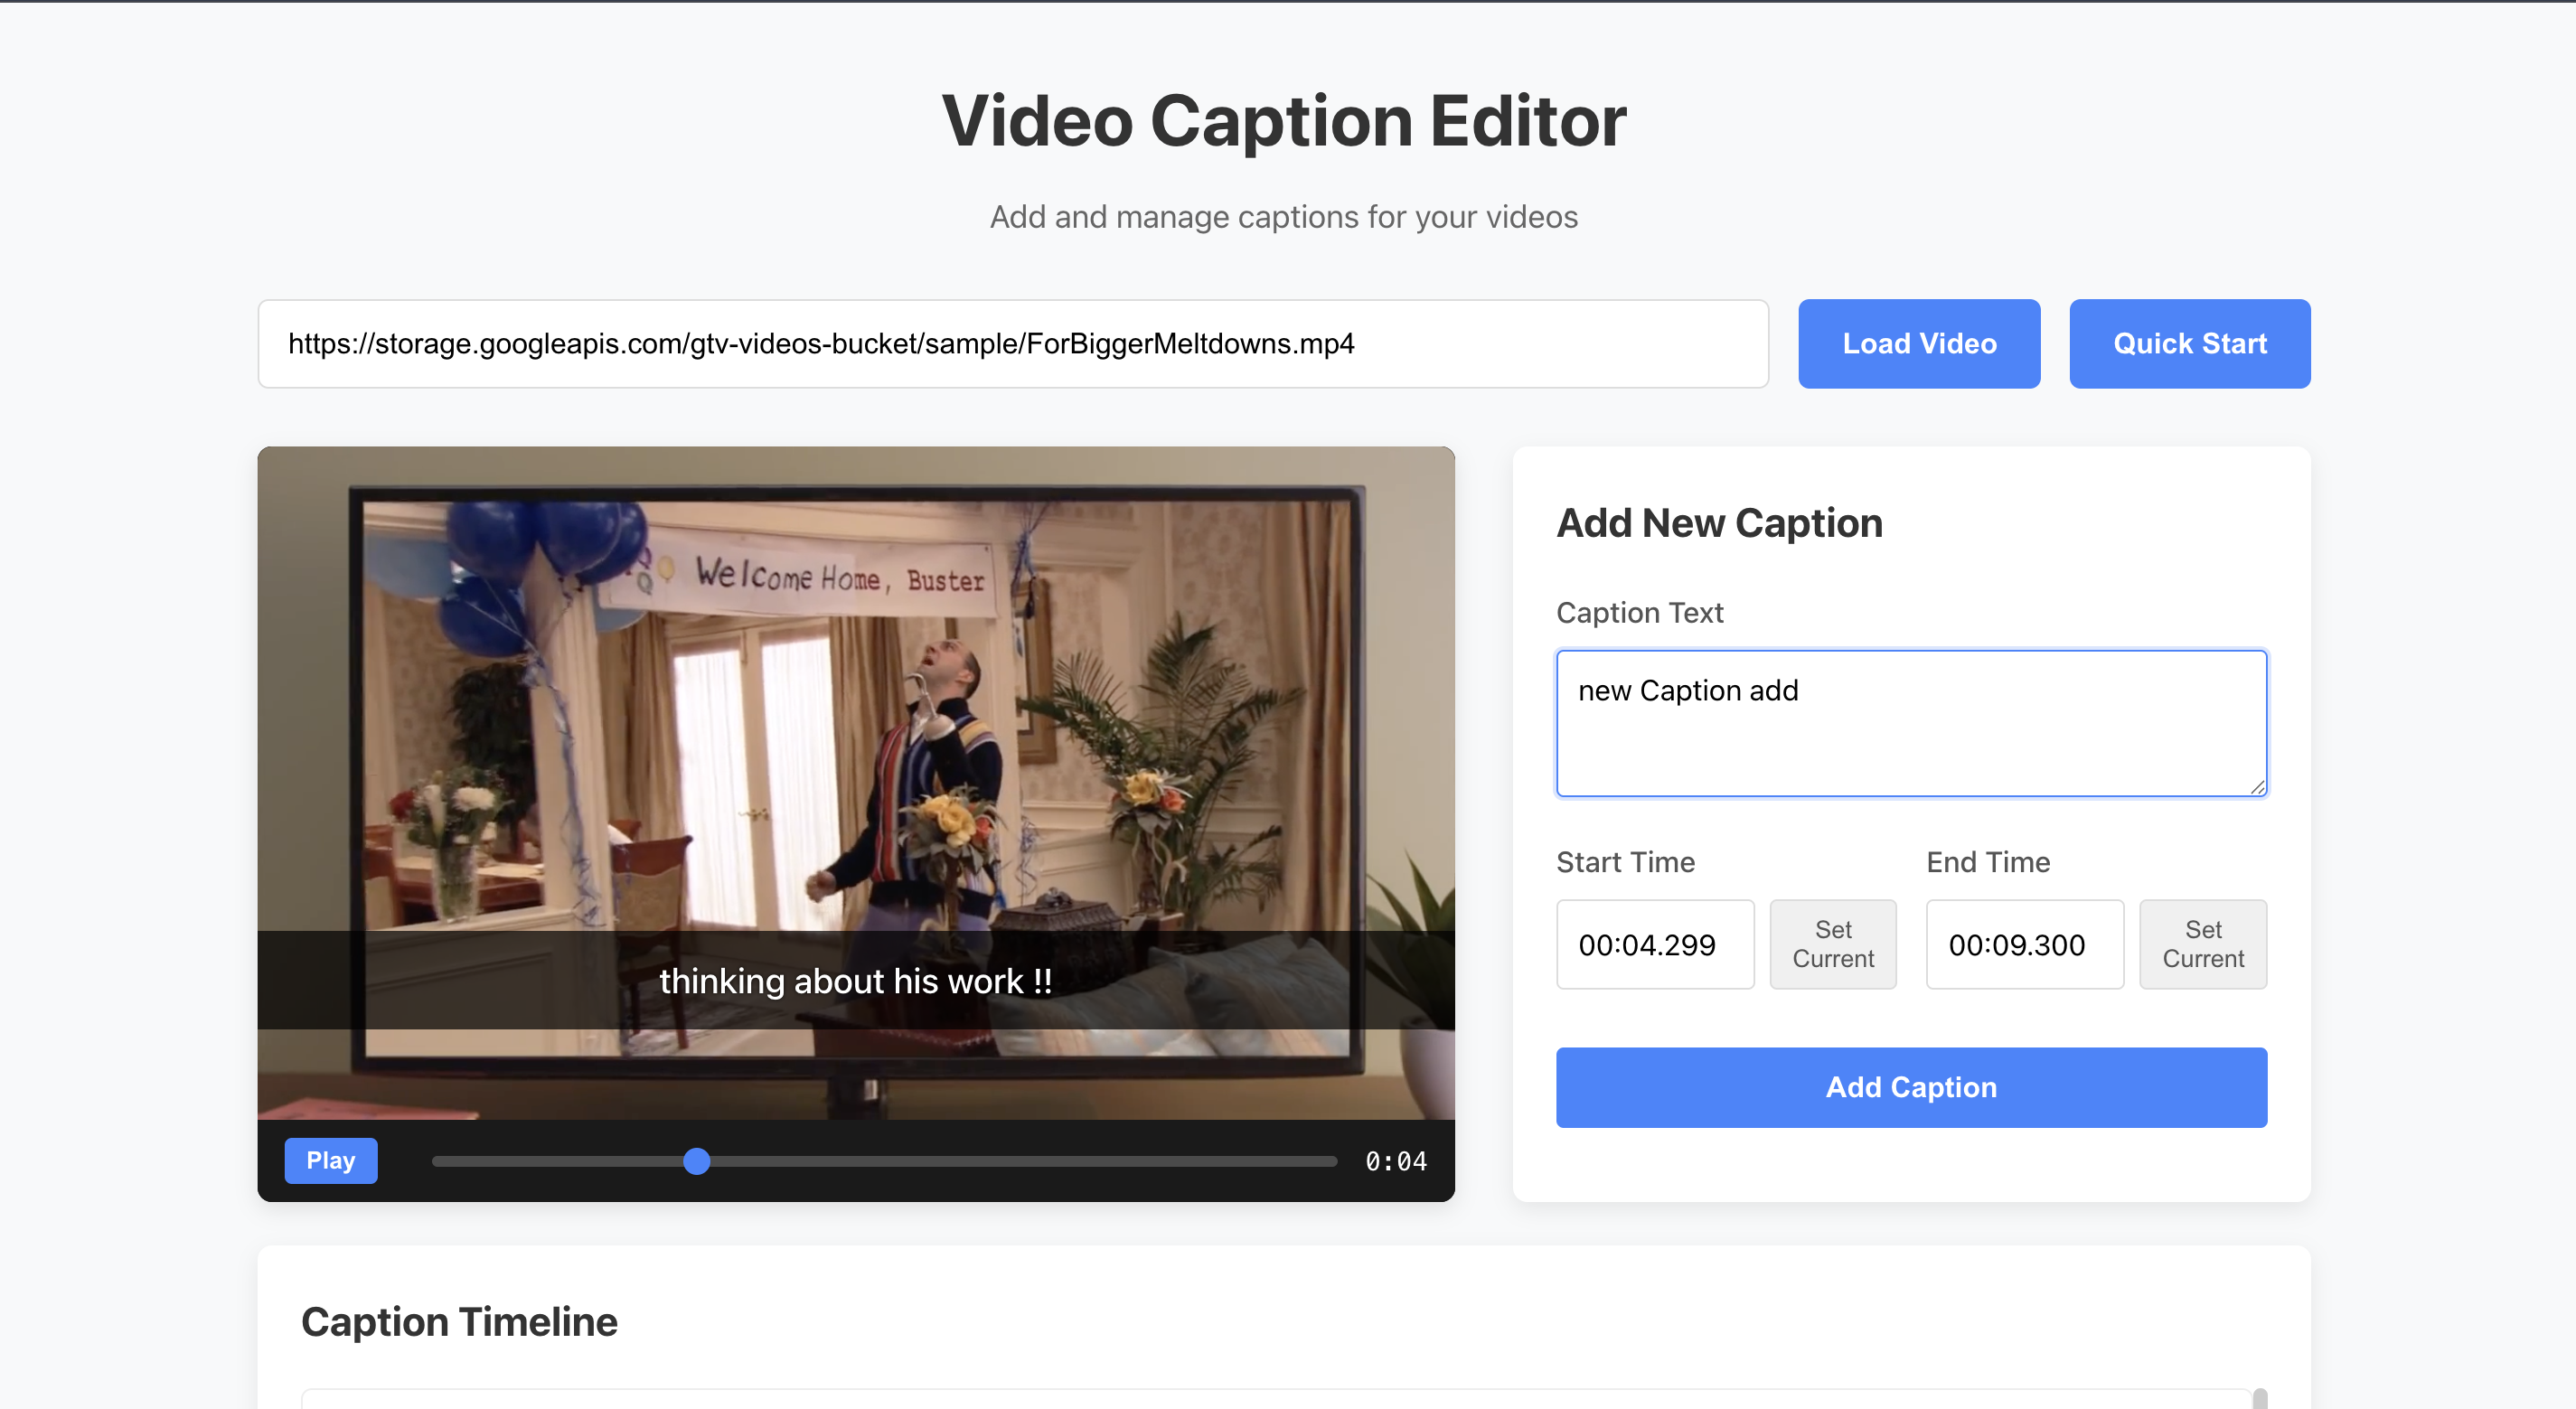 Video Caption Editor
Add and manage captions for your videos
https://storage.googleapis.com/gtv-videos-bucket/sample/ForBiggerMeltdowns.mp4
Load Video
Quick Start
Welcome Home, Buster
thinking about his work !!
Play
0:04
Add New Caption
Caption Text
new Caption add
Start Time
End Time
00:04.299
Set
Current
00:09.300
Set
Current
Add Caption
Caption Timeline